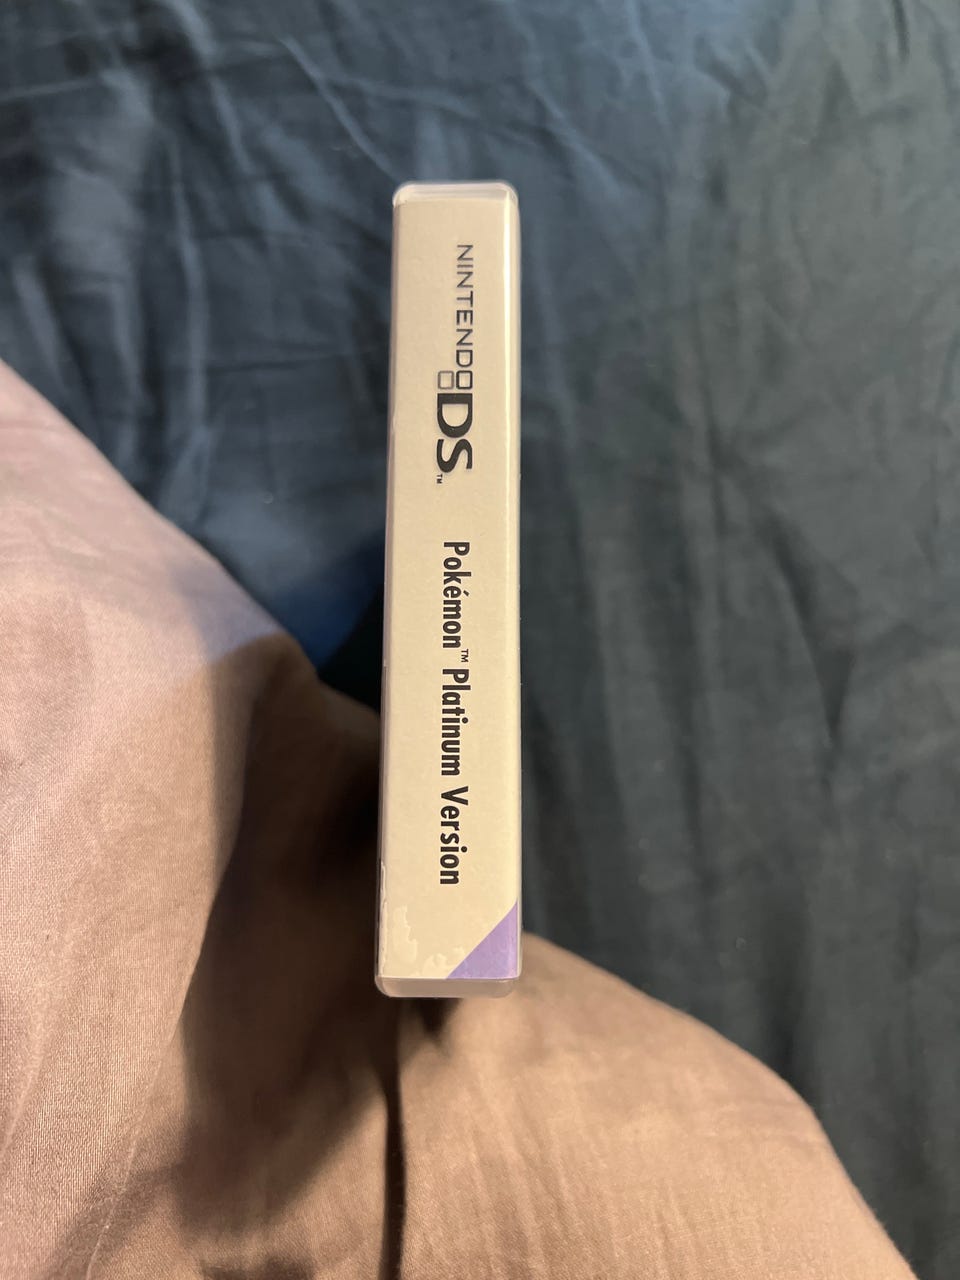 NINTENDO DS™
Pokémon™ Platinum Version